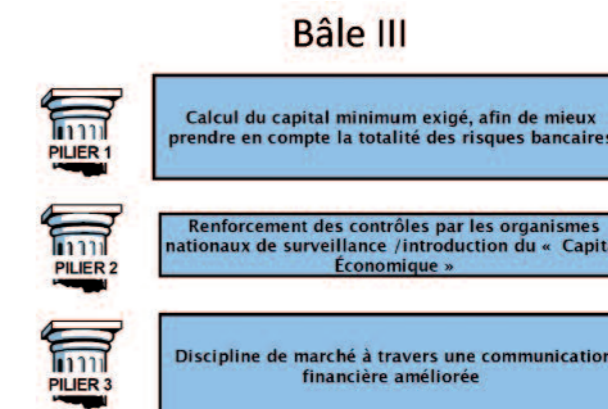 Bâle III
PILIER 1
Calcul du capital minimum exigé, afin de mieux
prendre en compte la totalité des risques bancaires
PILIER 2
Renforcement des contrôles par les organismes
nationaux de surveillance /introduction du « Capit
Économique »
PILIER 3
Discipline de marché à travers une communication
financière améliorée